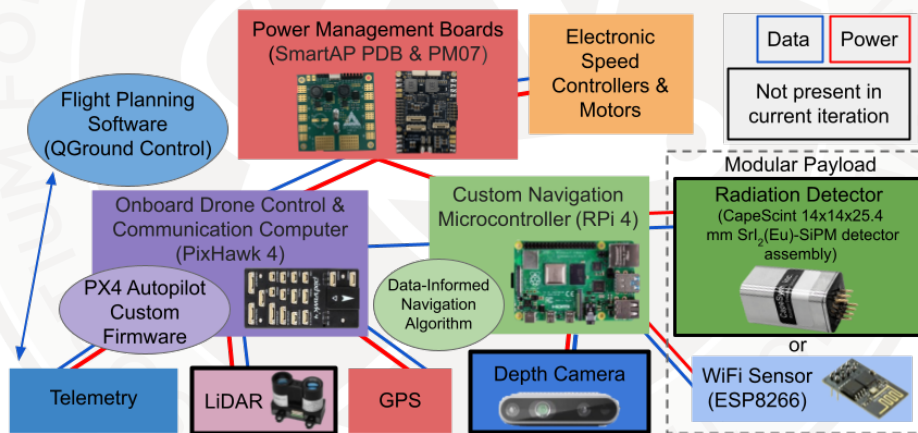 Power Management Boards
(SmartAP PDB & PM07)
Electronic
Speed
Controllers &
Motors
Data
Power
Not present in
current iteration
Flight Planning
Software
(QGround Control)
Modular Payload
Onboard Drone Control &
Communication Computer
(PixHawk 4)
PX4 Autopilot
Custom
Firmware
Custom Navigation
Microcontroller (RPi 4)
Data-Informed
Navigation
Algorithm
Radiation Detector
(CapeScint 14x14x25.4
mm SrI₂(Eu)-SiPM detector
assembly)
or
WiFi Sensor
(ESP8266)
Telemetry
LiDAR
GPS
Depth Camera